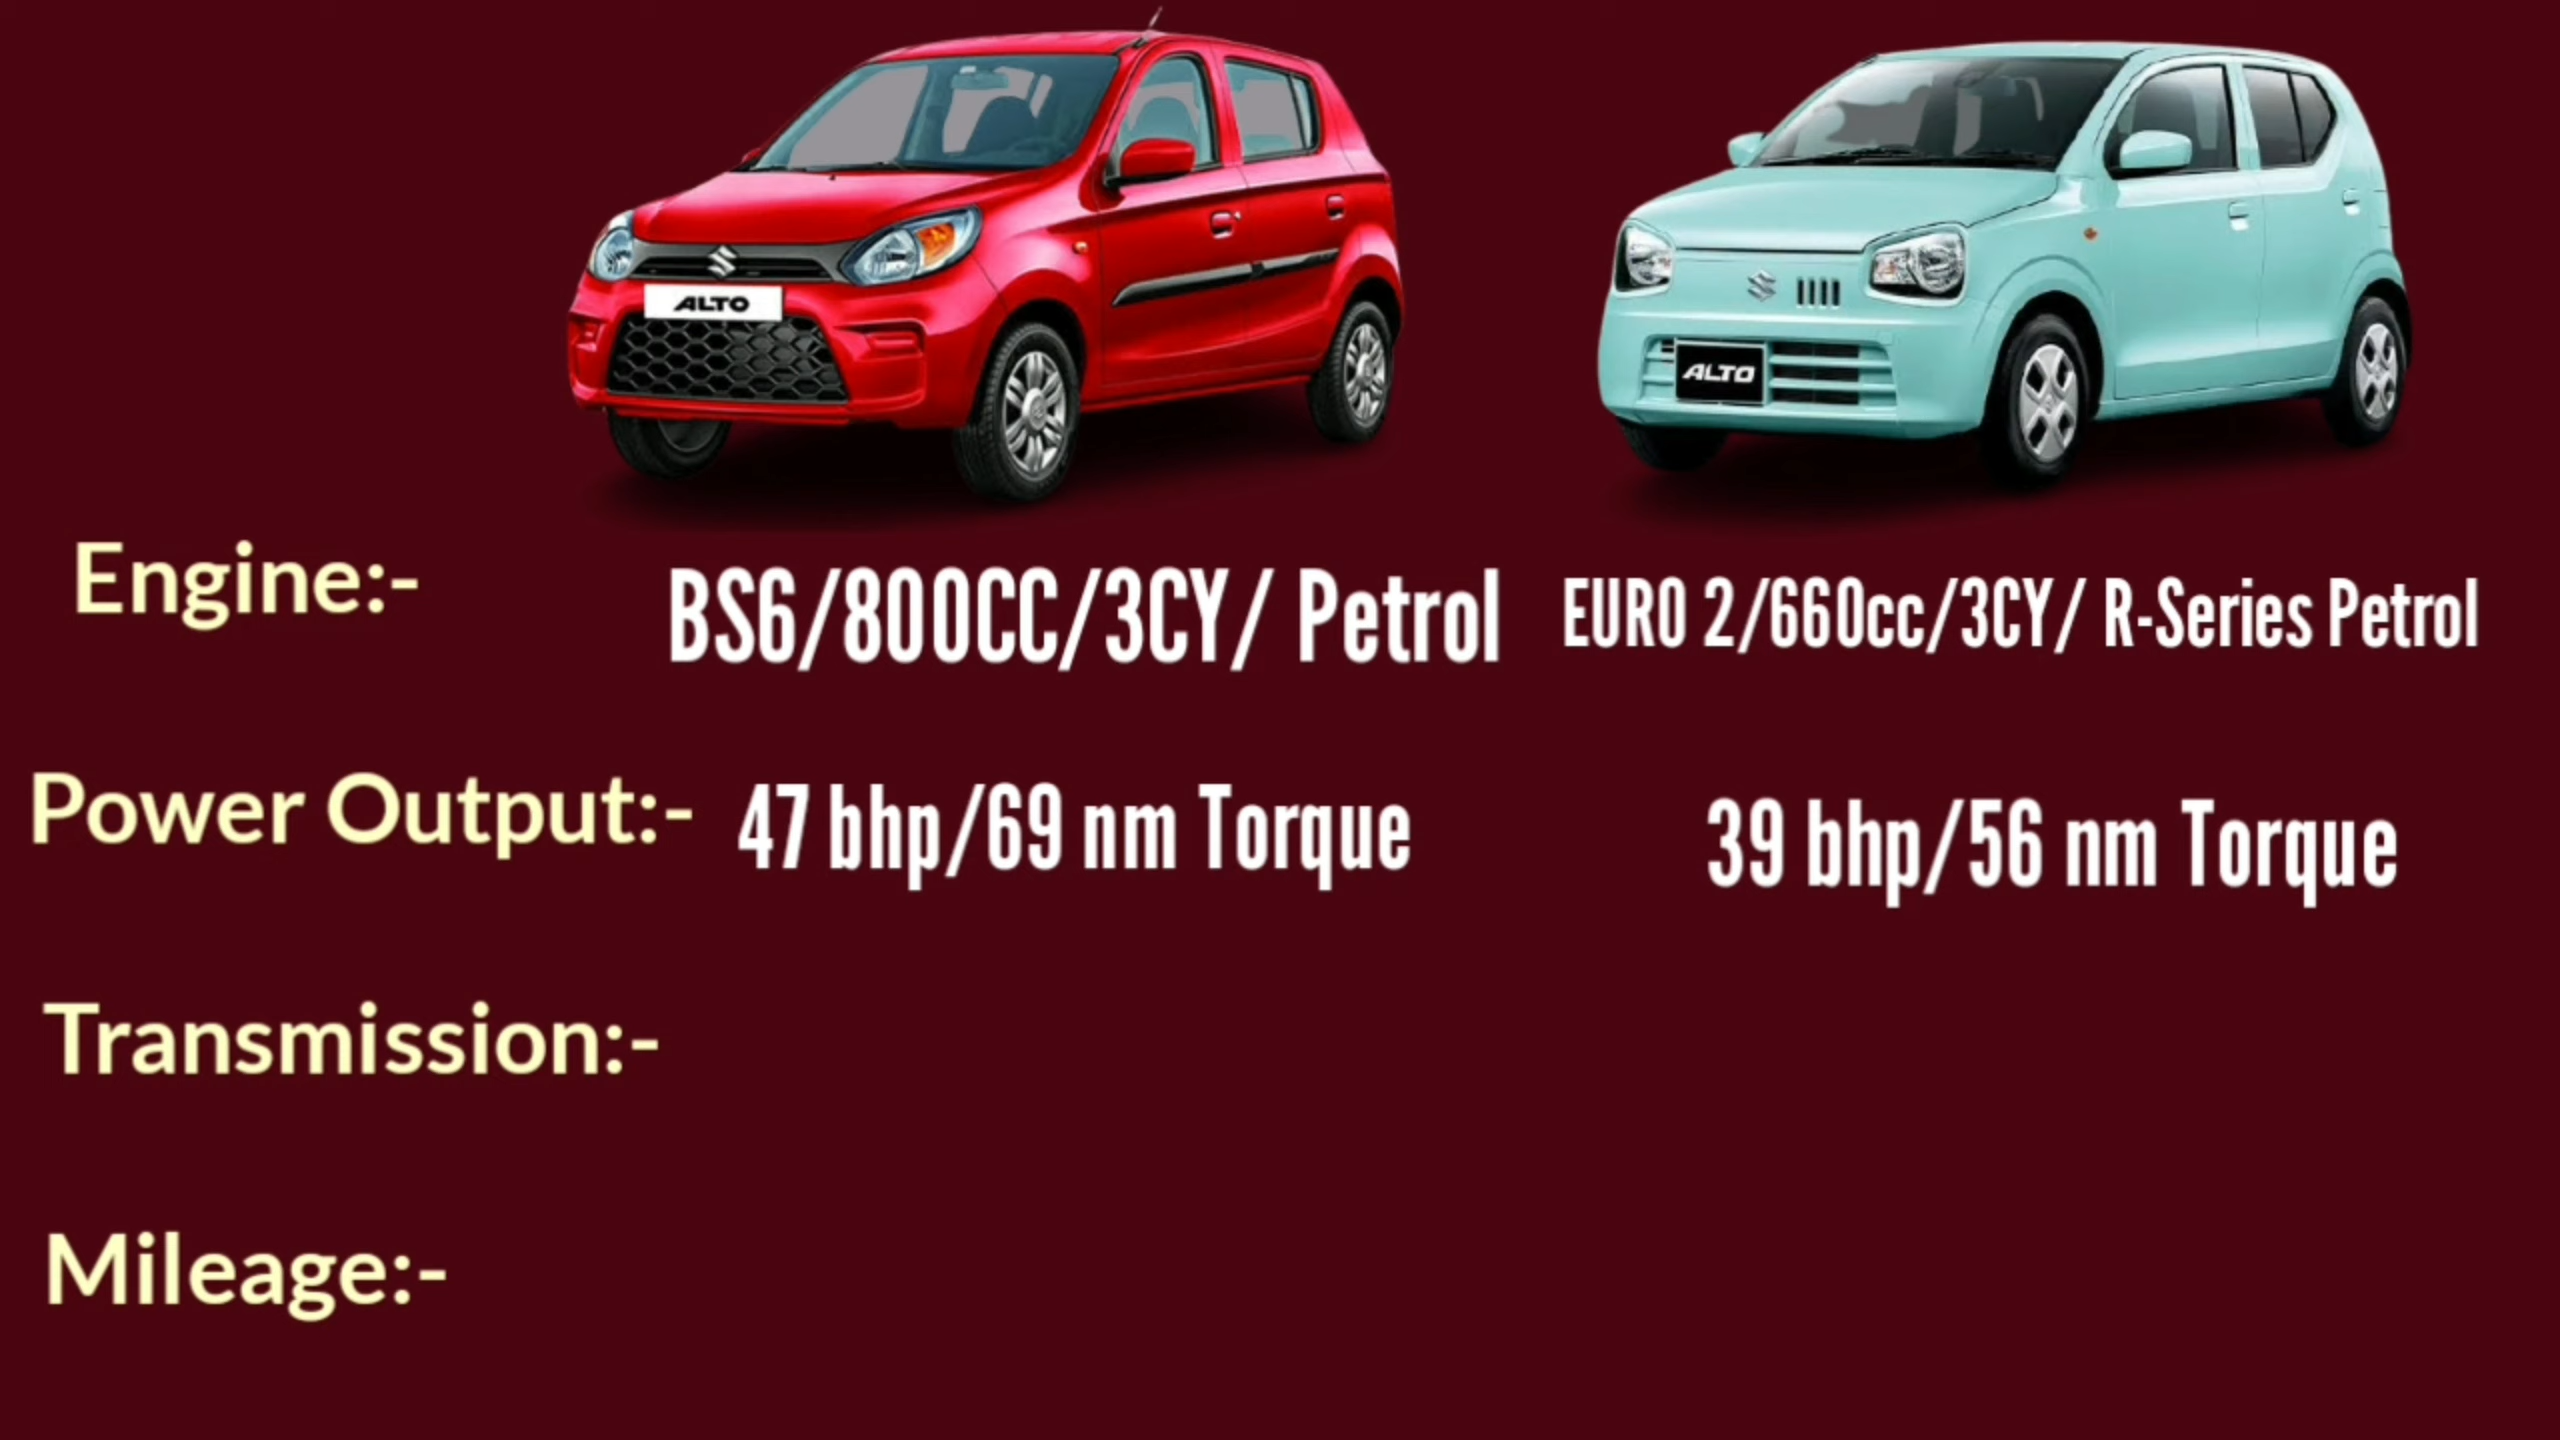 ALTO
ALTO
Engine:- BS6/800CC/3CY/ Petrol EURO 2/660cc/3CY/ R-Series Petrol
Power Output:- 47 bhp/69 nm Torque 39 bhp/56 nm Torque
Transmission:-
Mileage:-